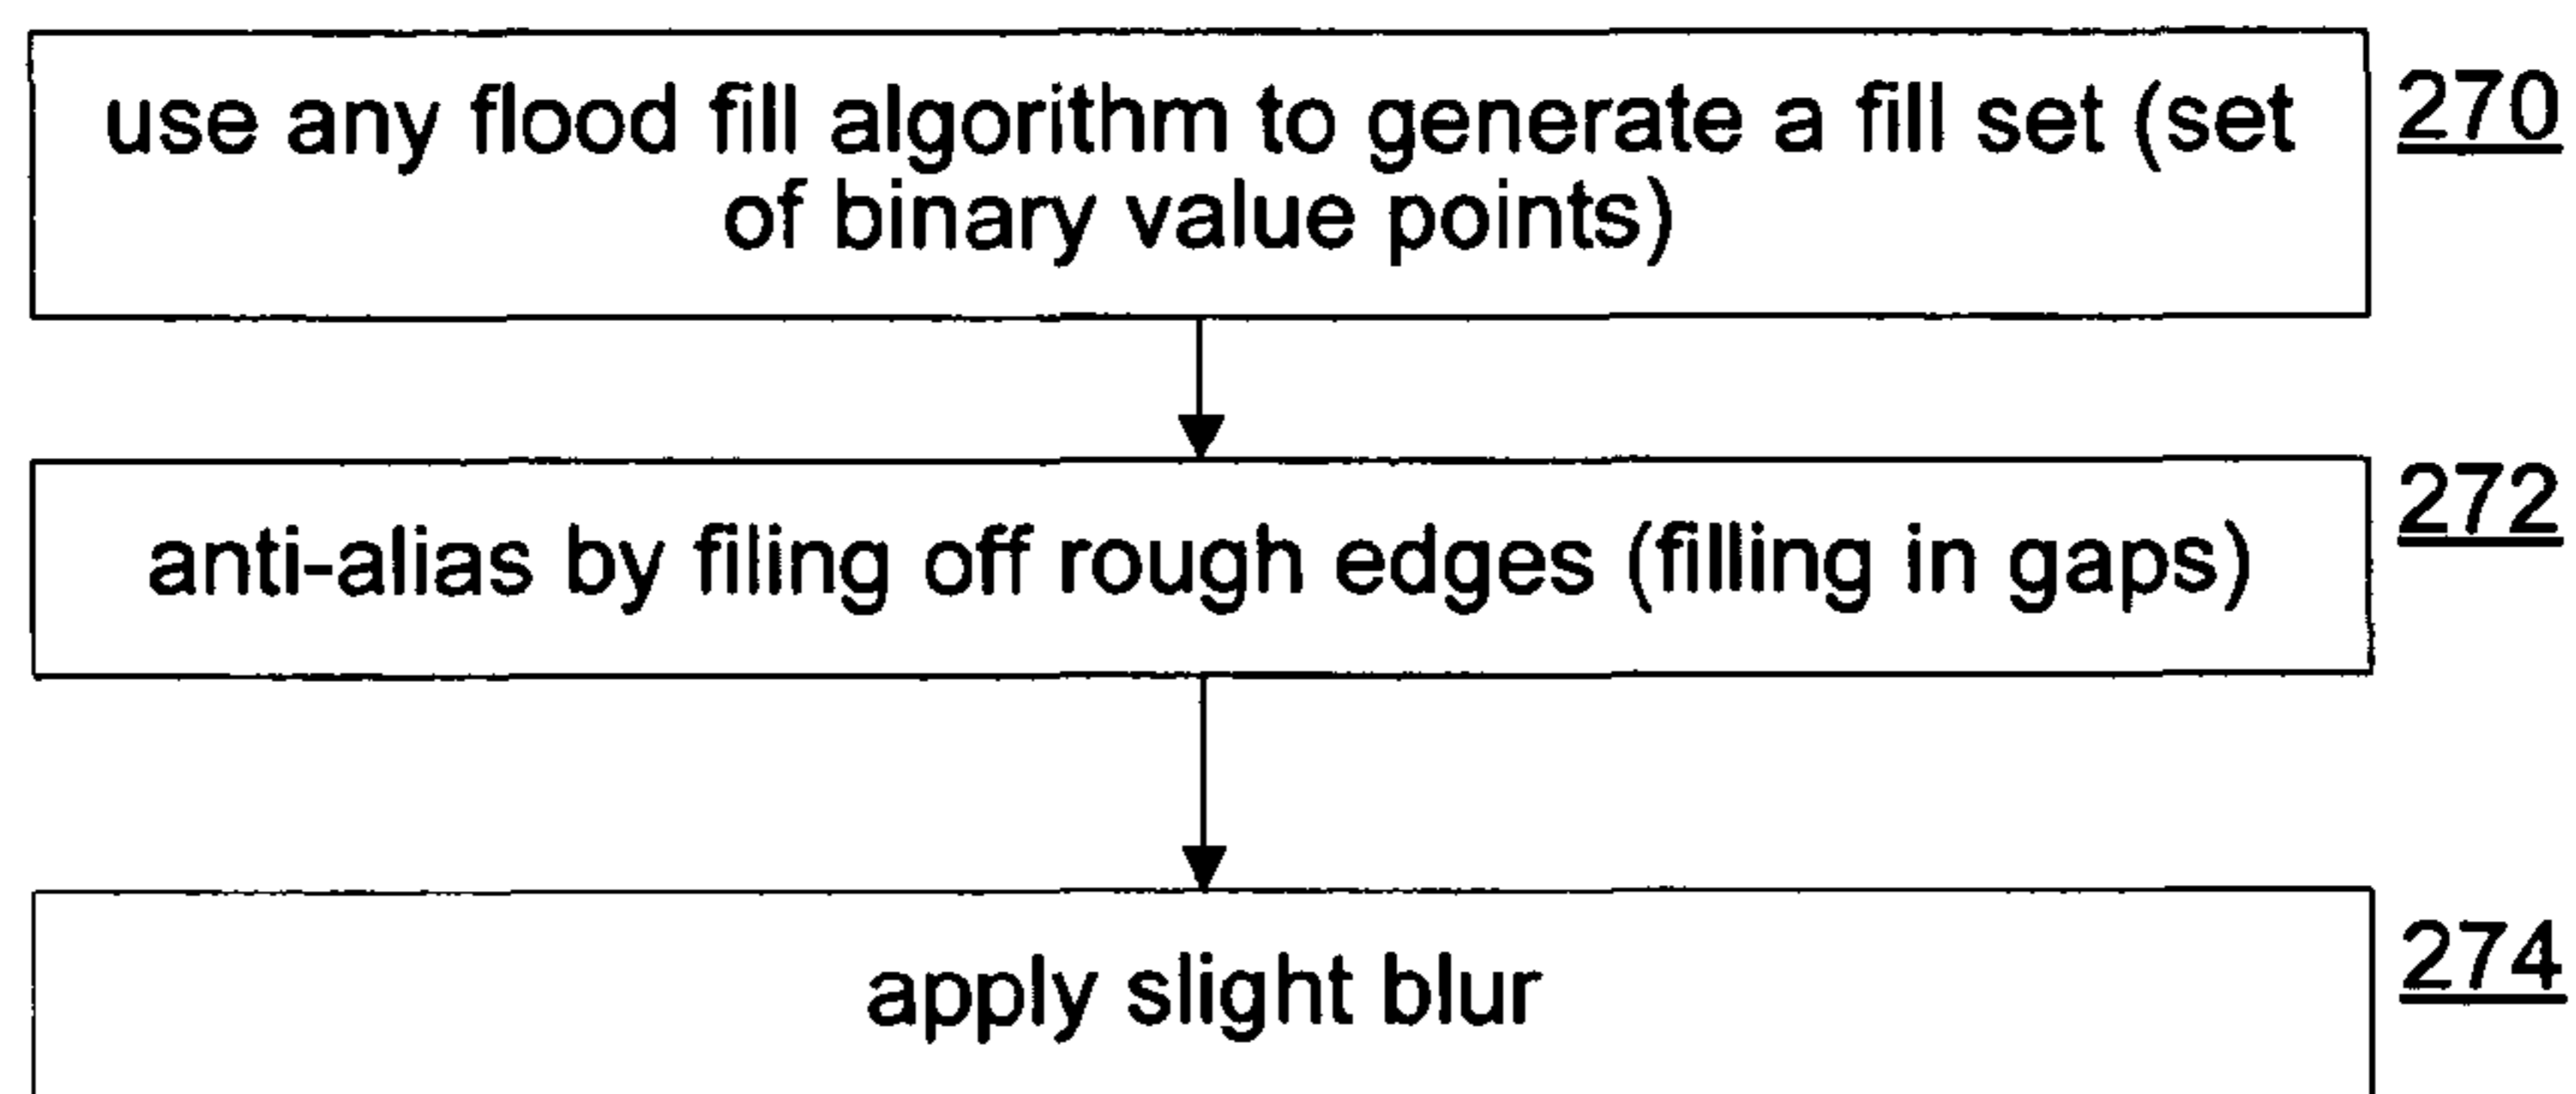 use any flood fill algorithm to generate a fill set (set
of binary value points)
270
anti-alias by filing off rough edges (filling in gaps)
272
apply slight blur
274